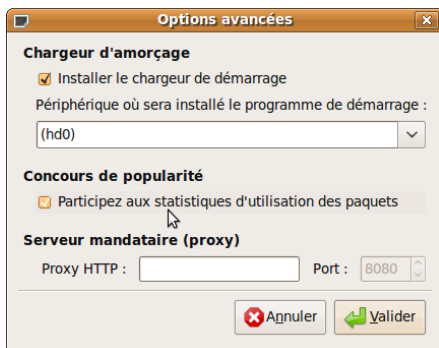 Options avancées
Chargeur d'amorçage
Installer le chargeur de démarrage
Périphérique où sera installé le programme de démarrage :
(hd0)
Concours de popularité
Participez aux statistiques d'utilisation des paquets
Serveur mandataire (proxy)
Proxy HTTP : Port : 8080
Annuler Valider